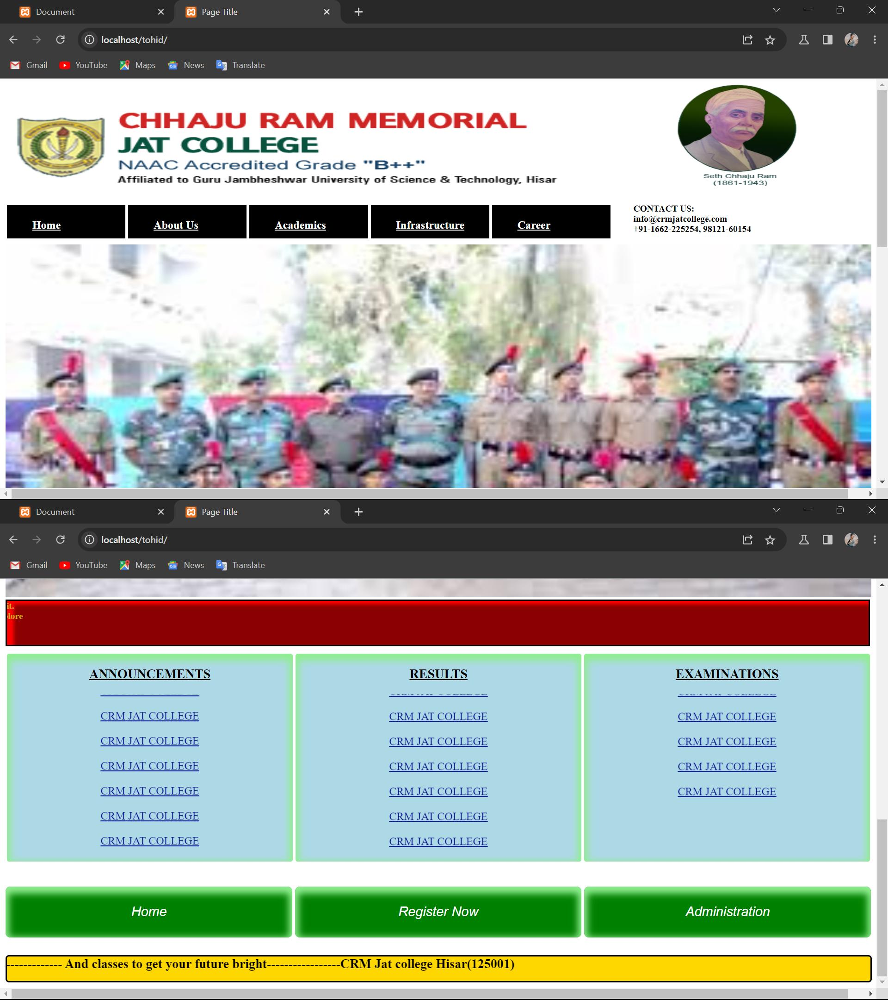 Document
Page Title
localhost/tohid/
Gmail
YouTube
Maps
News
Translate
CHHAJU RAM MEMORIAL
JAT COLLEGE
NAAC Accredited Grade "B++"
Affiliated to Guru Jambheshwar University of Science & Technology, Hisar
HISAR
Seth Chhaju Ram
(1861-1943)
Home
About Us
Academics
Infrastructure
Career
CONTACT US:
info@crmjatcollege.com
+91-1662-225254, 98121-60154
Document
Page Title
localhost/tohid/
Gmail
YouTube
Maps
News
Translate
it.
lore
ANNOUNCEMENTS
CRM JAT COLLEGE
CRM JAT COLLEGE
CRM JAT COLLEGE
CRM JAT COLLEGE
CRM JAT COLLEGE
CRM JAT COLLEGE
RESULTS
CRM JAT COLLEGE
CRM JAT COLLEGE
CRM JAT COLLEGE
CRM JAT COLLEGE
CRM JAT COLLEGE
CRM JAT COLLEGE
EXAMINATIONS
CRM JAT COLLEGE
CRM JAT COLLEGE
CRM JAT COLLEGE
CRM JAT COLLEGE
Home
Register Now
Administration
------------- And classes to get your future bright-----------------CRM Jat college Hisar(125001)